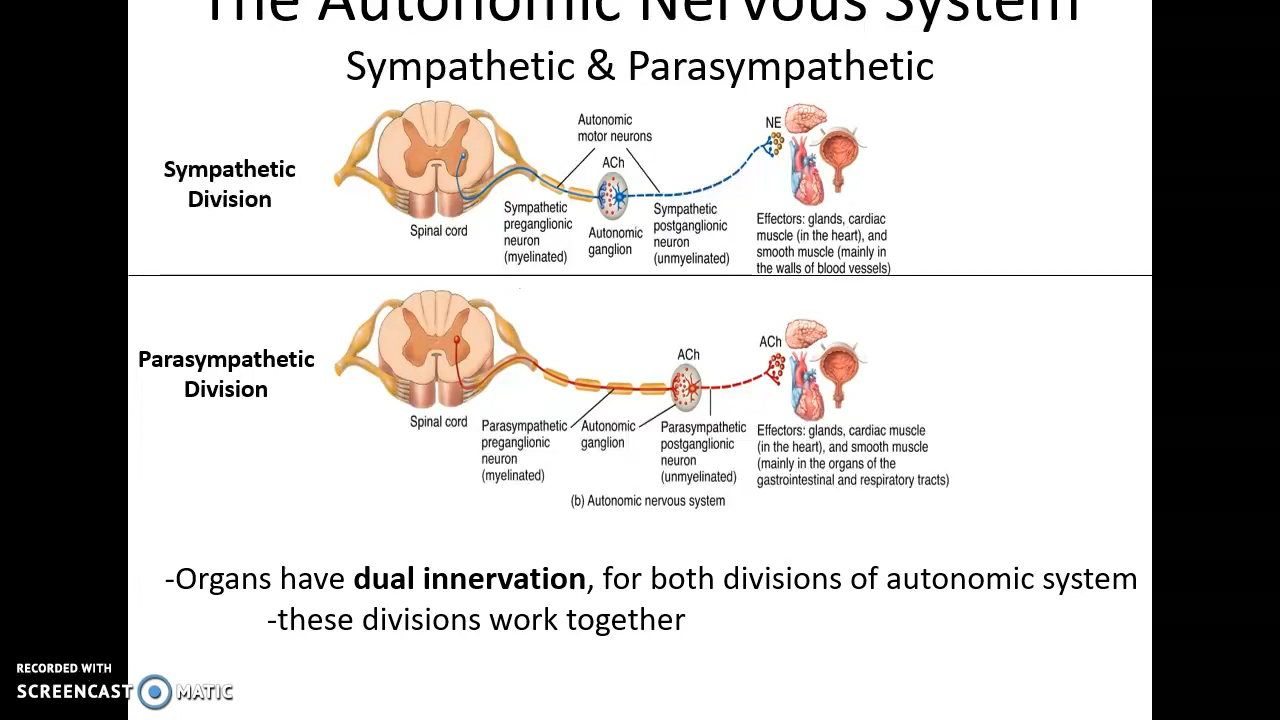 The Autonomic Nervous System
Sympathetic & Parasympathetic
Sympathetic
Division
Autonomic
motor neurons
ACh
NE
Spinal cord
Sympathetic
preganglionic
neuron
(myelinated)
Autonomic
ganglion
Sympathetic
postganglionic
neuron
(unmyelinated)
Effectors: glands, cardiac
muscle (in the heart), and
smooth muscle (mainly in
the walls of blood vessels)
Parasympathetic
Division
ACh
ACh
Spinal cord
Parasympathetic
preganglionic
neuron
(myelinated)
Autonomic
ganglion
Parasympathetic
postganglionic
neuron
(unmyelinated)
Effectors: glands, cardiac muscle
(in the heart), and smooth muscle
(mainly in the organs of the
gastrointestinal and respiratory tracts)
(b) Autonomic nervous system
-Organs have dual innervation, for both divisions of autonomic system
-these divisions work together
RECORDED WITH
SCREENCAST MATIC